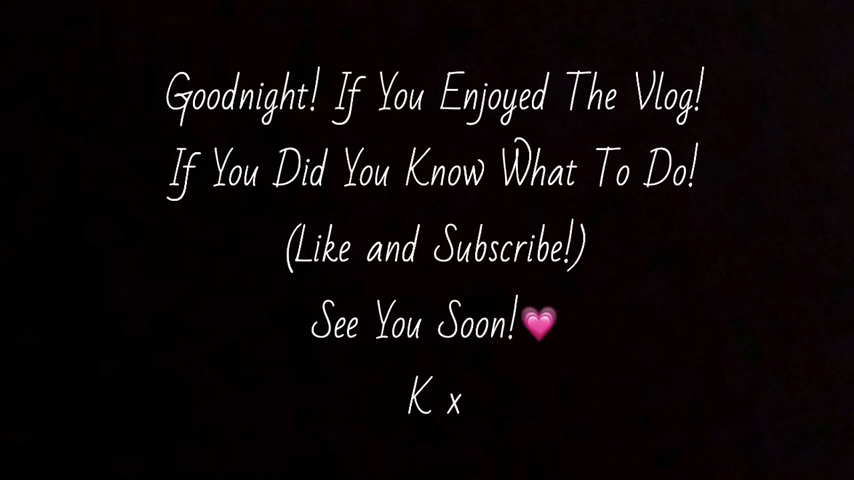 Goodnight! If You Enjoyed The Vlog!
If You Did You Know What To Do!
(Like and Subscribe!)
See You Soon!💗
K x